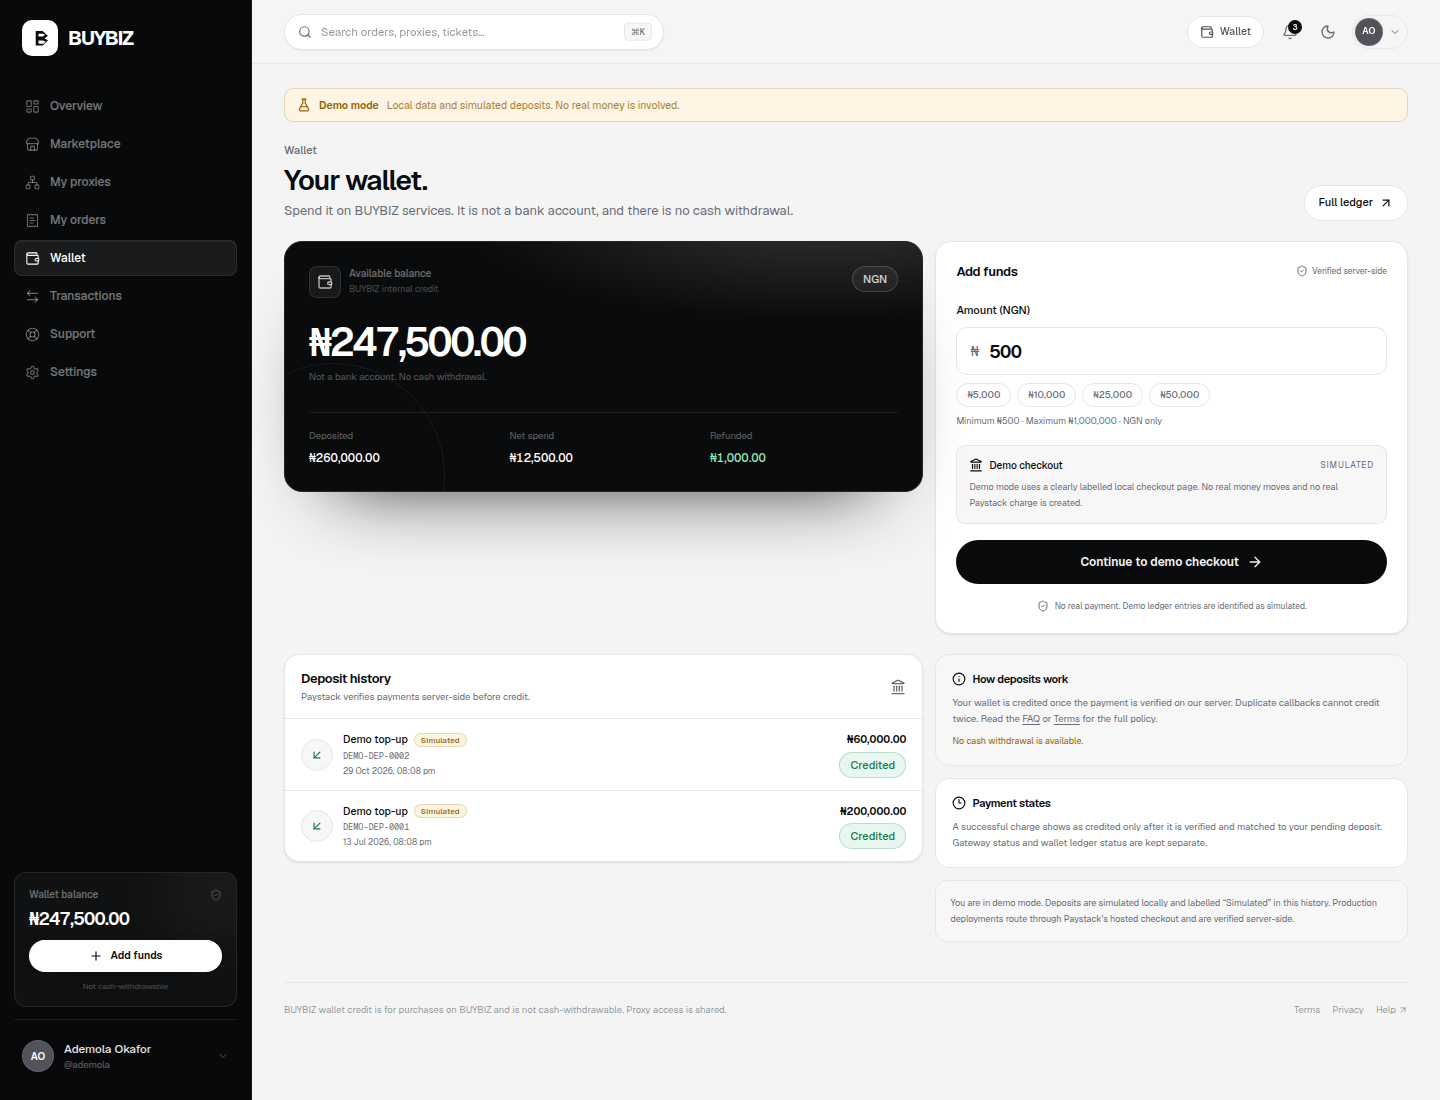 BUYBIZ
Overview
Marketplace
My proxies
My orders
Wallet
Transactions
Support
Settings
Wallet balance
₦247,500.00
Add funds
Not cash-withdrawable
AO
Ademola Okafor
@ademola
Search orders, proxies, tickets...
⌘K
Wallet
3
AO
Demo mode Local data and simulated deposits. No real money is involved.
Wallet
Your wallet.
Spend it on BUYBIZ services. It is not a bank account, and there is no cash withdrawal.
Full ledger
Available balance
BUYBIZ internal credit
NGN
₦247,500.00
Not a bank account. No cash withdrawal.
Deposited
₦260,000.00
Net spend
₦12,500.00
Refunded
₦1,000.00
Add funds
Verified server-side
Amount (NGN)
₦ 500
₦5,000
₦10,000
₦25,000
₦50,000
Minimum ₦500 · Maximum ₦1,000,000 · NGN only
Demo checkout
SIMULATED
Demo mode uses a clearly labelled local checkout page. No real money moves and no real
Paystack charge is created.
Continue to demo checkout
No real payment. Demo ledger entries are identified as simulated.
Deposit history
Paystack verifies payments server-side before credit.
Demo top-up Simulated
DEMO-DEP-0002
29 Oct 2026, 08:08 pm
₦60,000.00
Credited
Demo top-up Simulated
DEMO-DEP-0001
13 Jul 2026, 08:08 pm
₦200,000.00
Credited
How deposits work
Your wallet is credited once the payment is verified on our server. Duplicate callbacks cannot credit
twice. Read the FAQ or Terms for the full policy.
No cash withdrawal is available.
Payment states
A successful charge shows as credited only after it is verified and matched to your pending deposit.
Gateway status and wallet ledger status are kept separate.
You are in demo mode. Deposits are simulated locally and labelled “Simulated” in this history. Production
deployments route through Paystack’s hosted checkout and are verified server-side.
BUYBIZ wallet credit is for purchases on BUYBIZ and is not cash-withdrawable. Proxy access is shared.
Terms
Privacy
Help